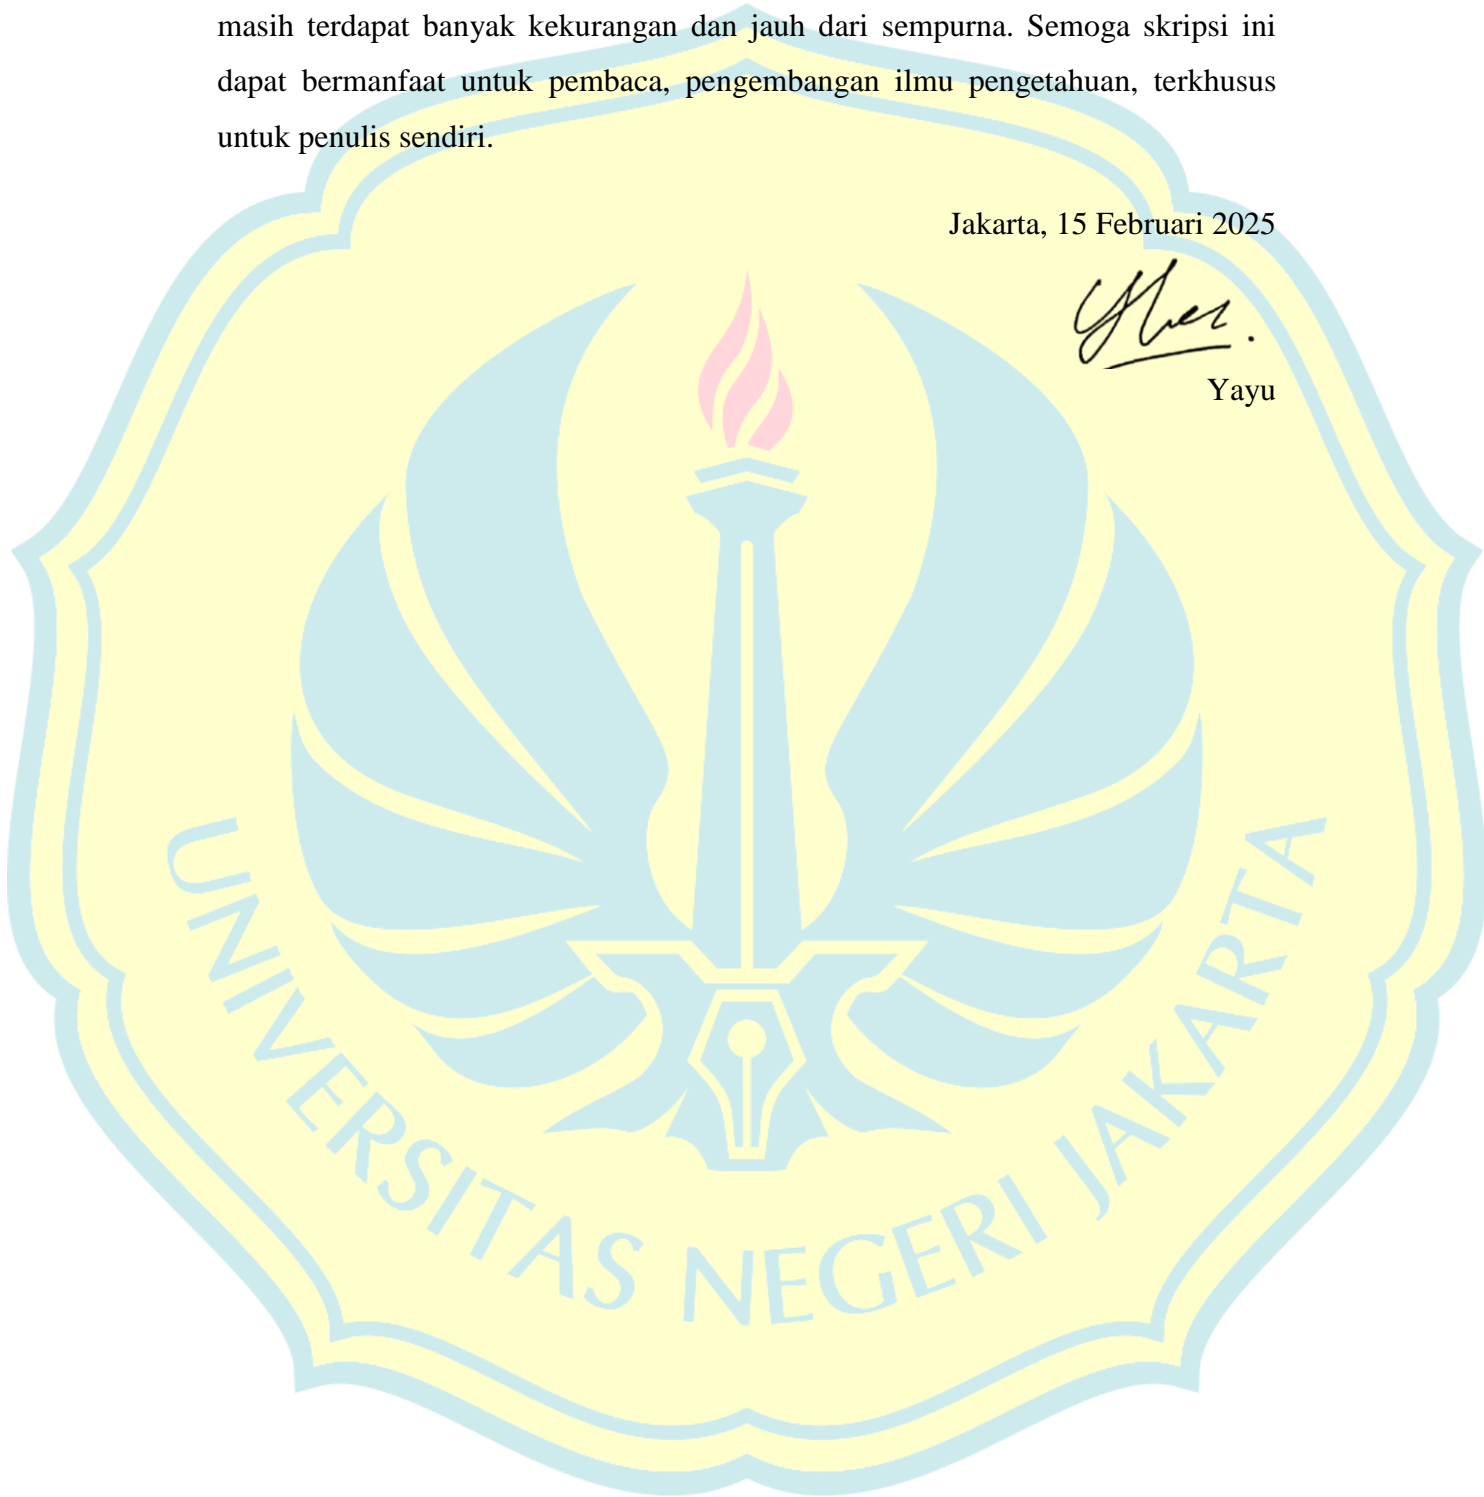 masih terdapat banyak kekurangan dan jauh dari sempurna. Semoga skripsi ini
dapat bermanfaat untuk pembaca, pengembangan ilmu pengetahuan, terkhusus
untuk penulis sendiri.
Jakarta, 15 Februari 2025
Yayu
UNIVERSITAS NEGERI JAKARTA